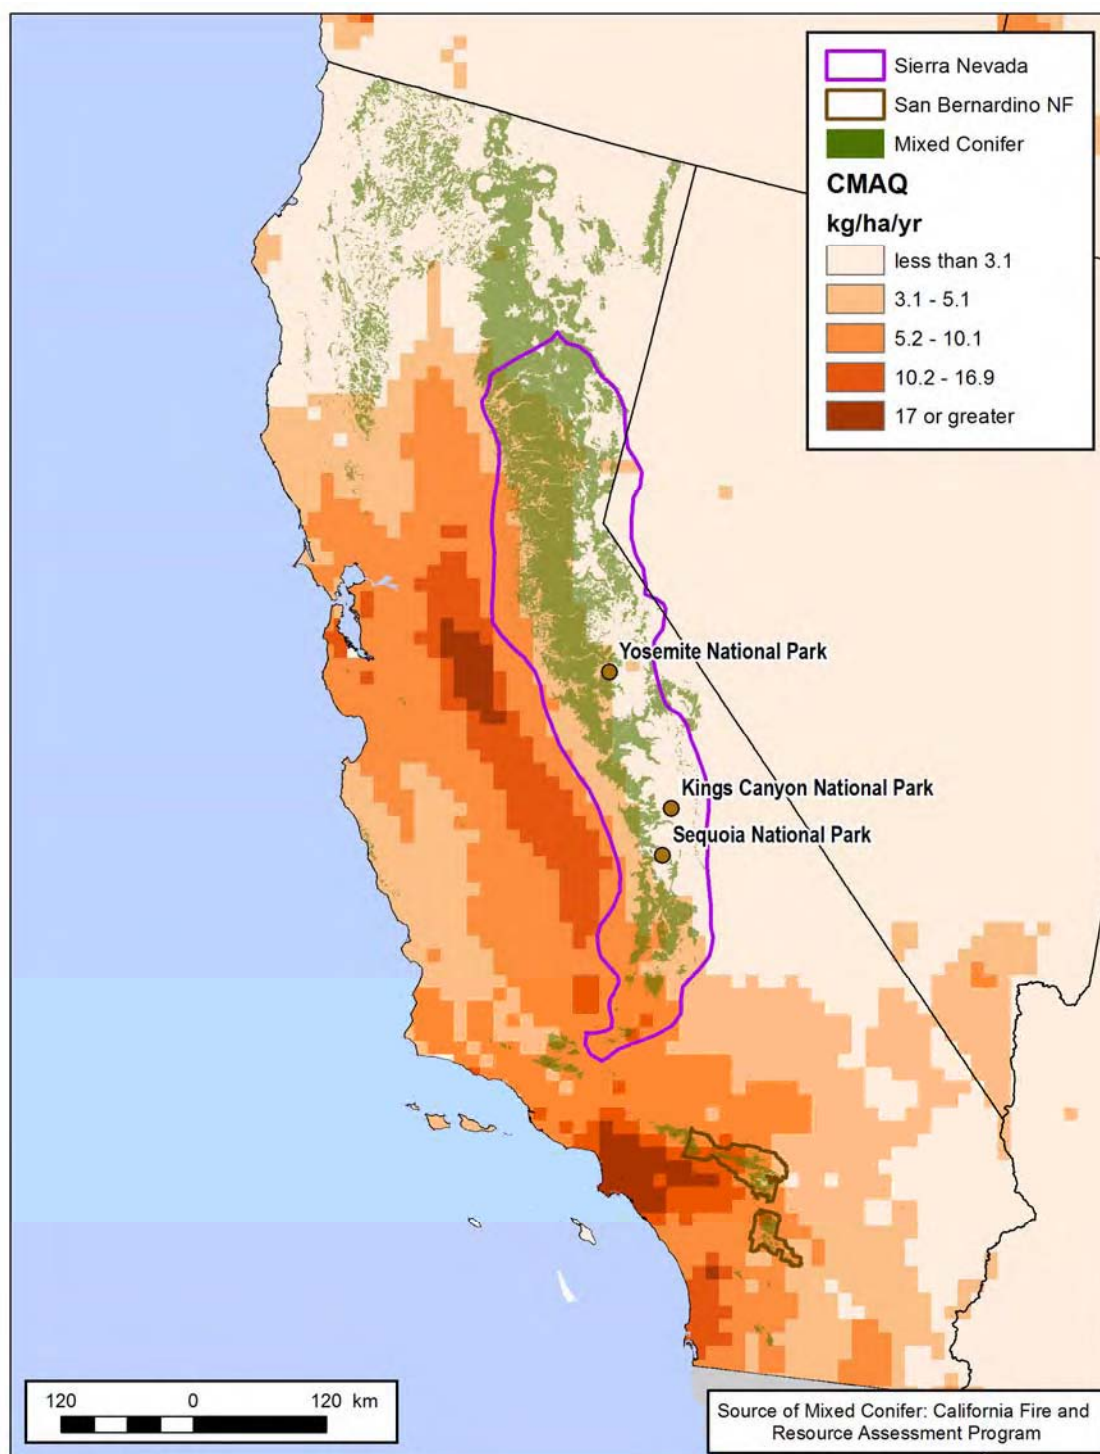 Sierra Nevada
San Bernardino NF
Mixed Conifer
CMAQ
kg/ha/yr
less than 3.1
3.1 - 5.1
5.2 - 10.1
10.2 - 16.9
17 or greater
Yosemite National Park
Kings Canyon National Park
Sequoia National Park
120 0 120 km
Source of Mixed Conifer: California Fire and
Resource Assessment Program